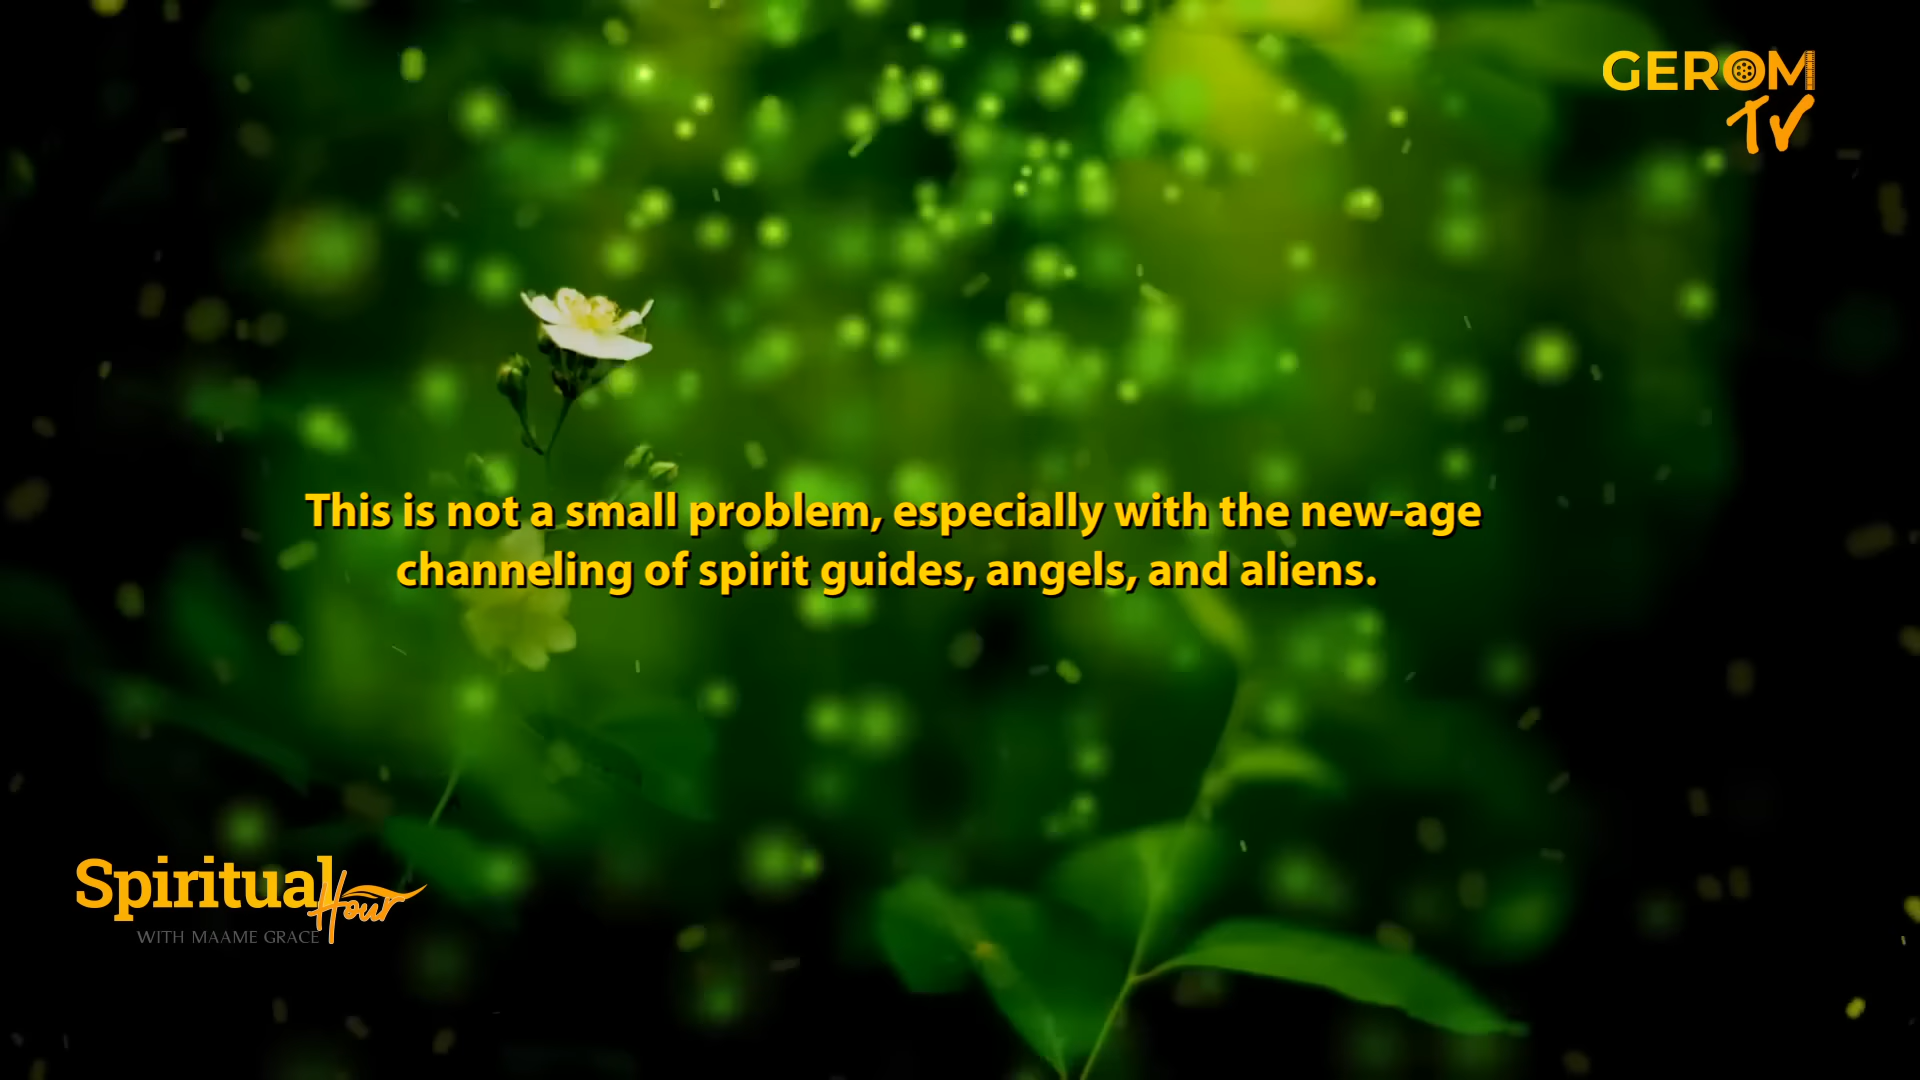 GEROM
TV
This is not a small problem, especially with the new-age
channeling of spirit guides, angels, and aliens.
Spiritual
Hour
WITH MAAME GRACE